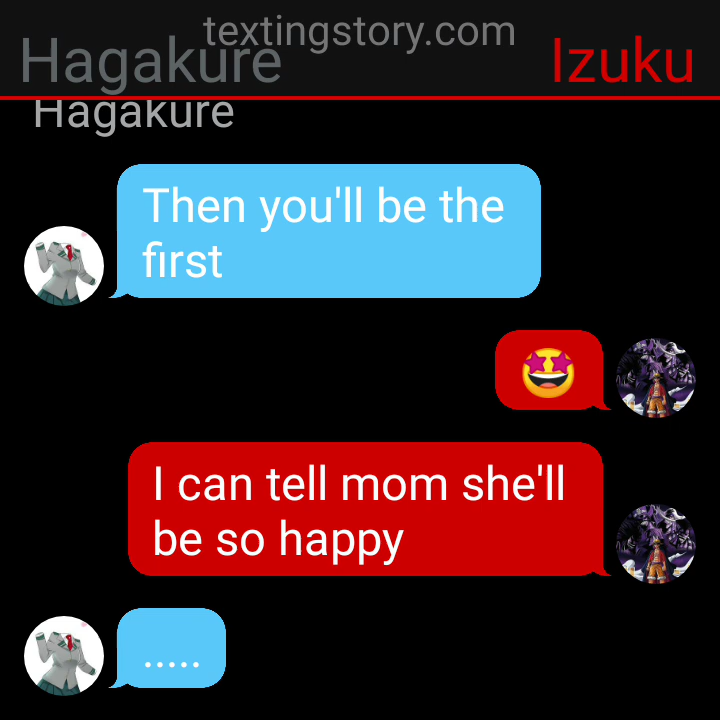 textingstory.com
Hagakure
Izuku
Hagakure
Then you'll be the
first
I can tell mom she'll
be so happy
.....